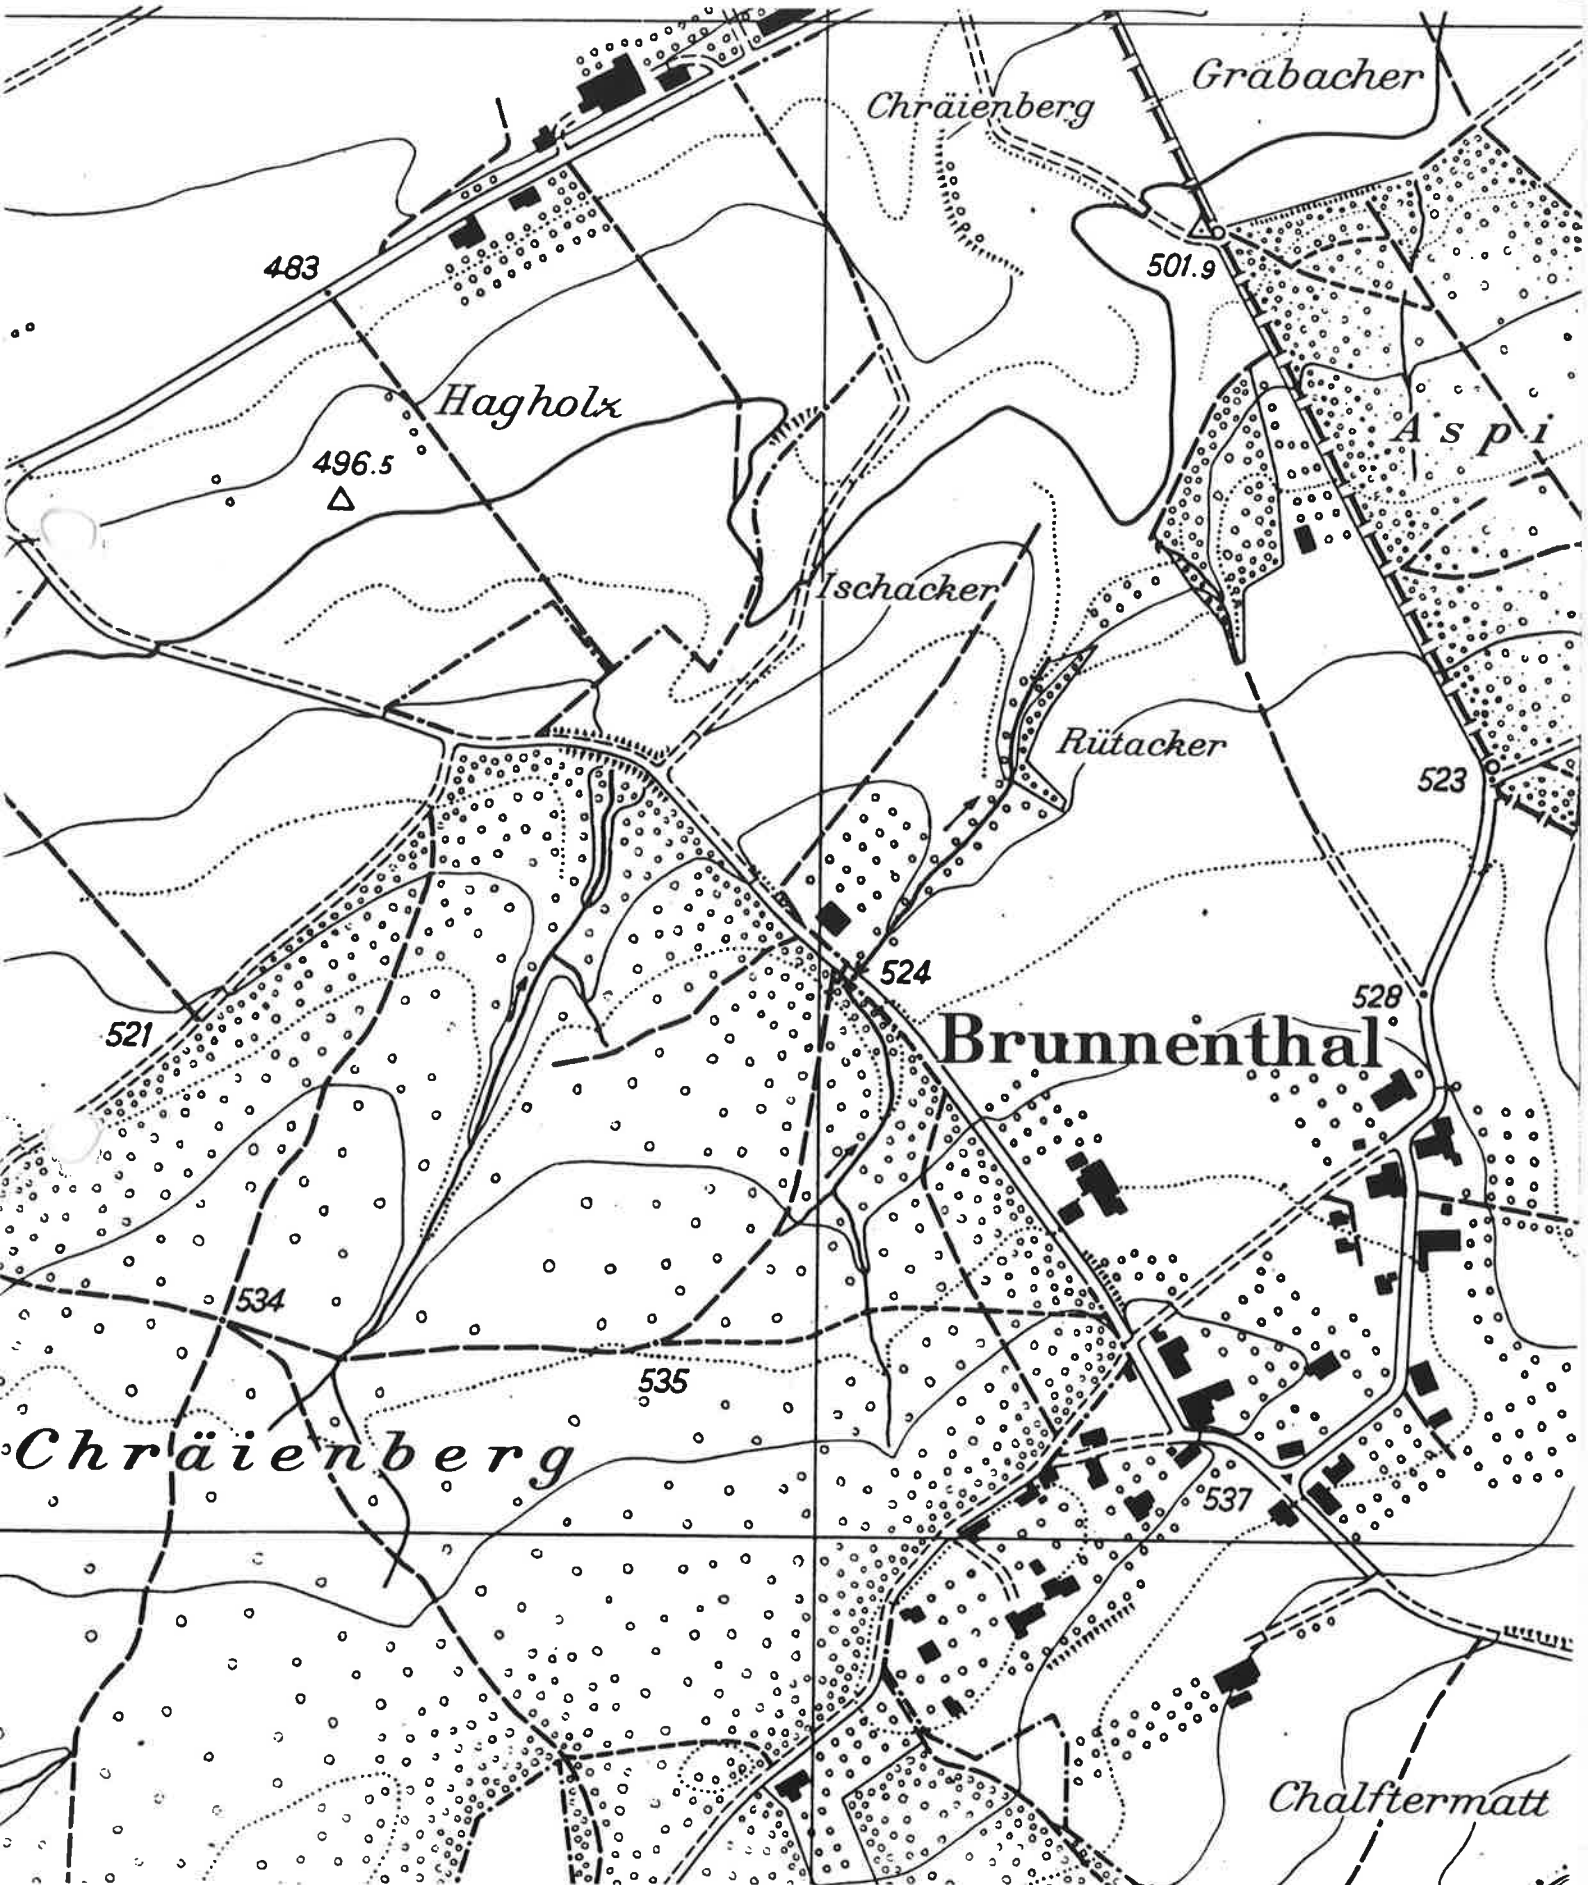 Grabacher
Chräienberg
483
501.9
Hagholz
Aspi
496.5
Ischacker
Rütacker
523
524
528
521
Brunnenthal
534
535
Chräienberg
537
Chalftermatt